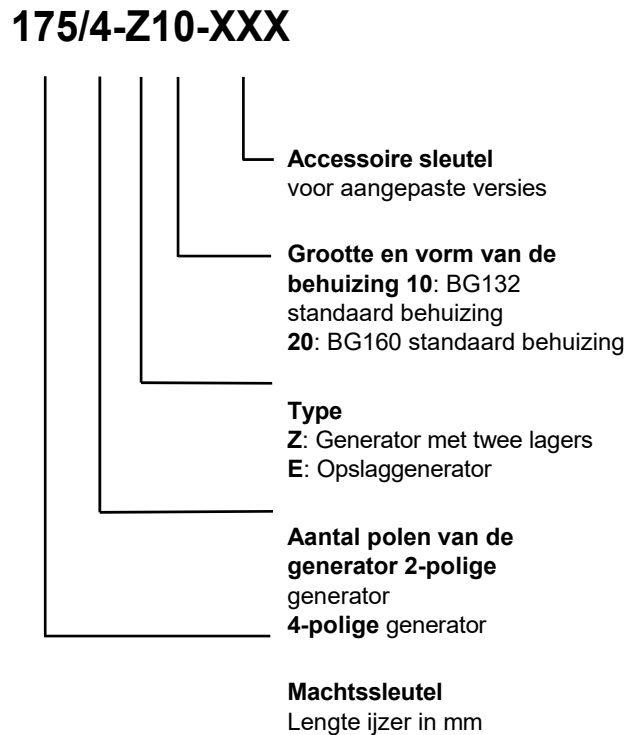 175/4-Z10-XXX
Accessoire sleutel
voor aangepaste versies
Grootte en vorm van de
behuizing 10: BG132
standaard behuizing
20: BG160 standaard behuizing
Type
Z: Generator met twee lagers
E: Opslaggenerator
Aantal polen van de
generator 2-polige
generator
4-polige generator
Machtssleutel
Lengte ijzer in mm